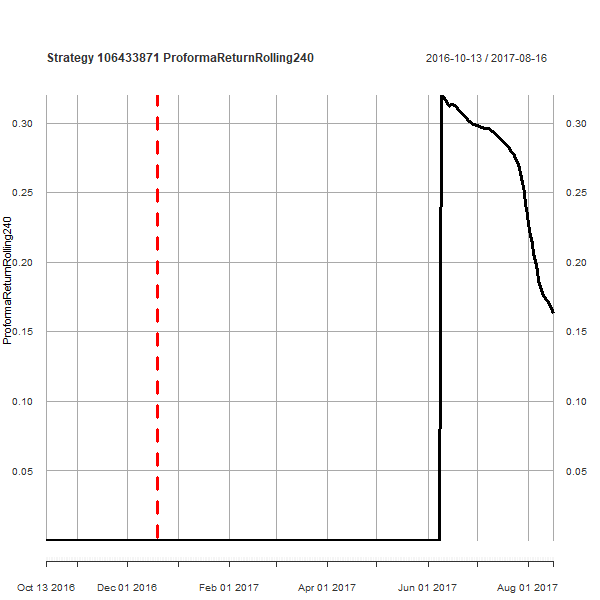 Strategy 106433871 ProformaReturnRolling240
2016-10-13 / 2017-08-16
0.30 0.30
0.25 0.25
0.20 0.20
0.15 0.15
0.10 0.10
0.05 0.05
ProformaReturnRolling240
Oct 13 2016 Dec 01 2016 Feb 01 2017 Apr 01 2017 Jun 01 2017 Aug 01 2017